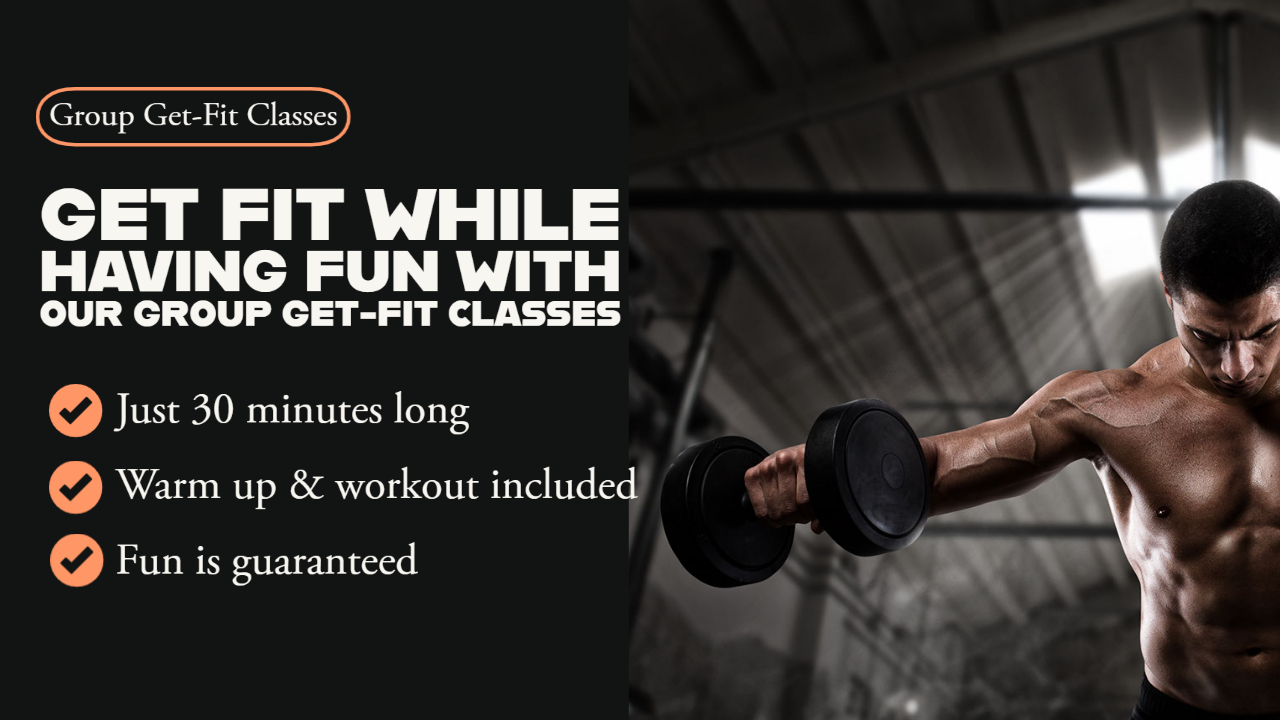 Group Get-Fit Classes
GET FIT WHILE
HAVING FUN WITH
OUR GROUP GET-FIT CLASSES
Just 30 minutes long
Warm up & workout included
Fun is guaranteed